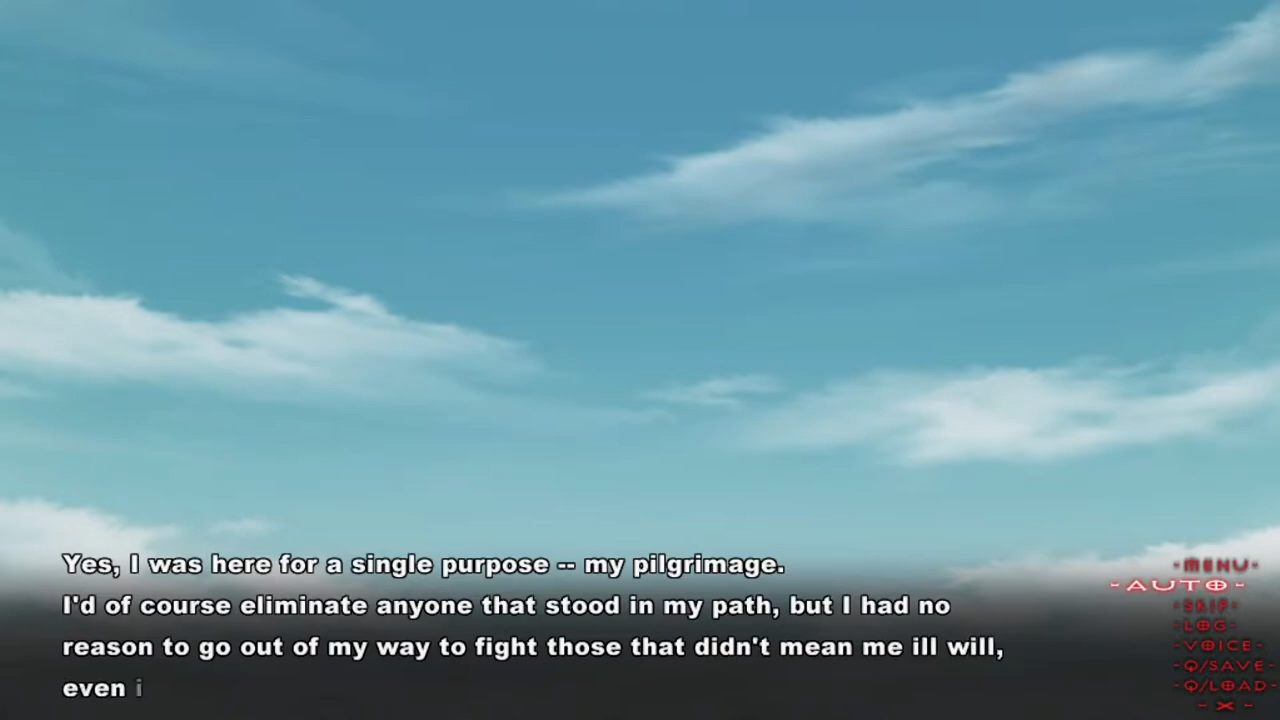 Yes, I was here for a single purpose -- my pilgrimage.
I'd of course eliminate anyone that stood in my path, but I had no
reason to go out of my way to fight those that didn't mean me ill will,
even i
-MENU-
-AUTO-
-SKIP-
-LOG-
-VOICE-
-Q/SAVE-
-Q/LOAD-
-X-